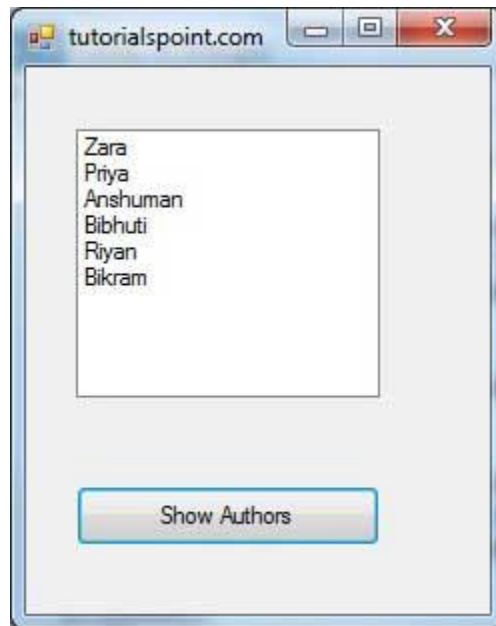 tutorialspoint.com
Zara
Priya
Anshuman
Bibhuti
Riyan
Bikram
Show Authors